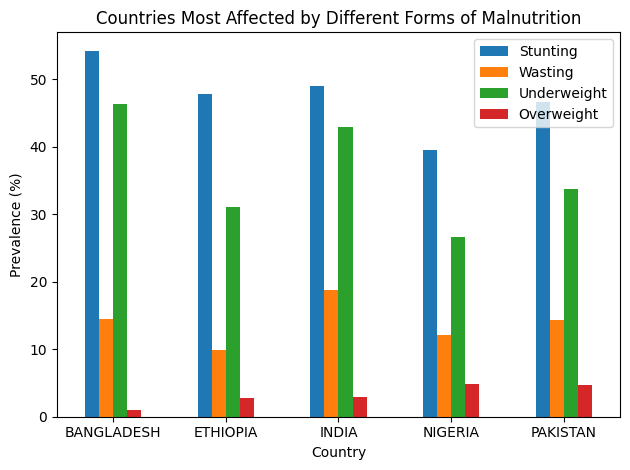 Countries Most Affected by Different Forms of Malnutrition
Stunting
Wasting
Underweight
Overweight
Prevalence (%)
50
40
30
20
10
0
BANGLADESH ETHIOPIA INDIA NIGERIA PAKISTAN
Country